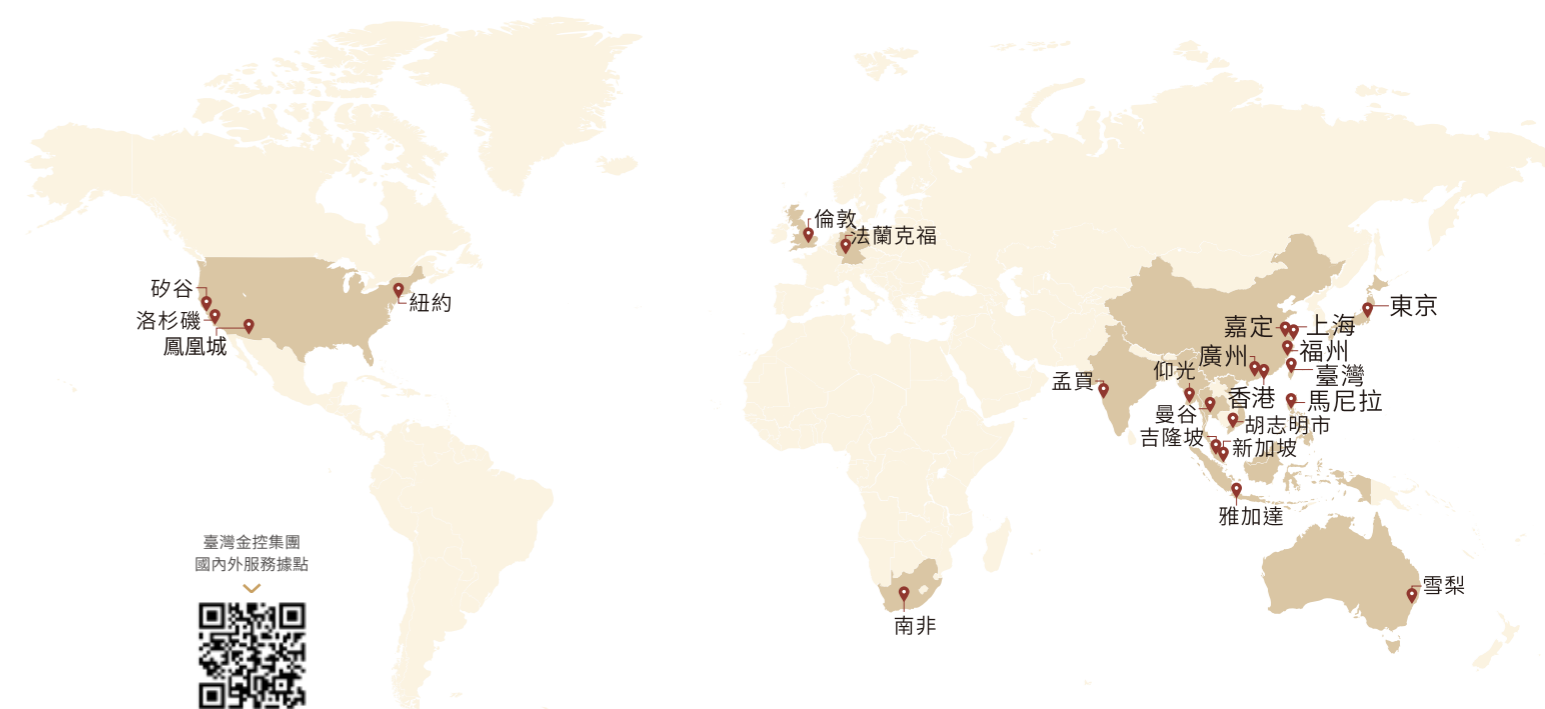 倫敦
法蘭克福
矽谷
紐約
洛杉磯
鳳凰城
東京
嘉定
上海
廣州
福州
仰光
臺灣
孟買
香港
馬尼拉
曼谷
胡志明市
吉隆坡
新加坡
雅加達
雪梨
南非
臺灣金控集團
國內外服務據點